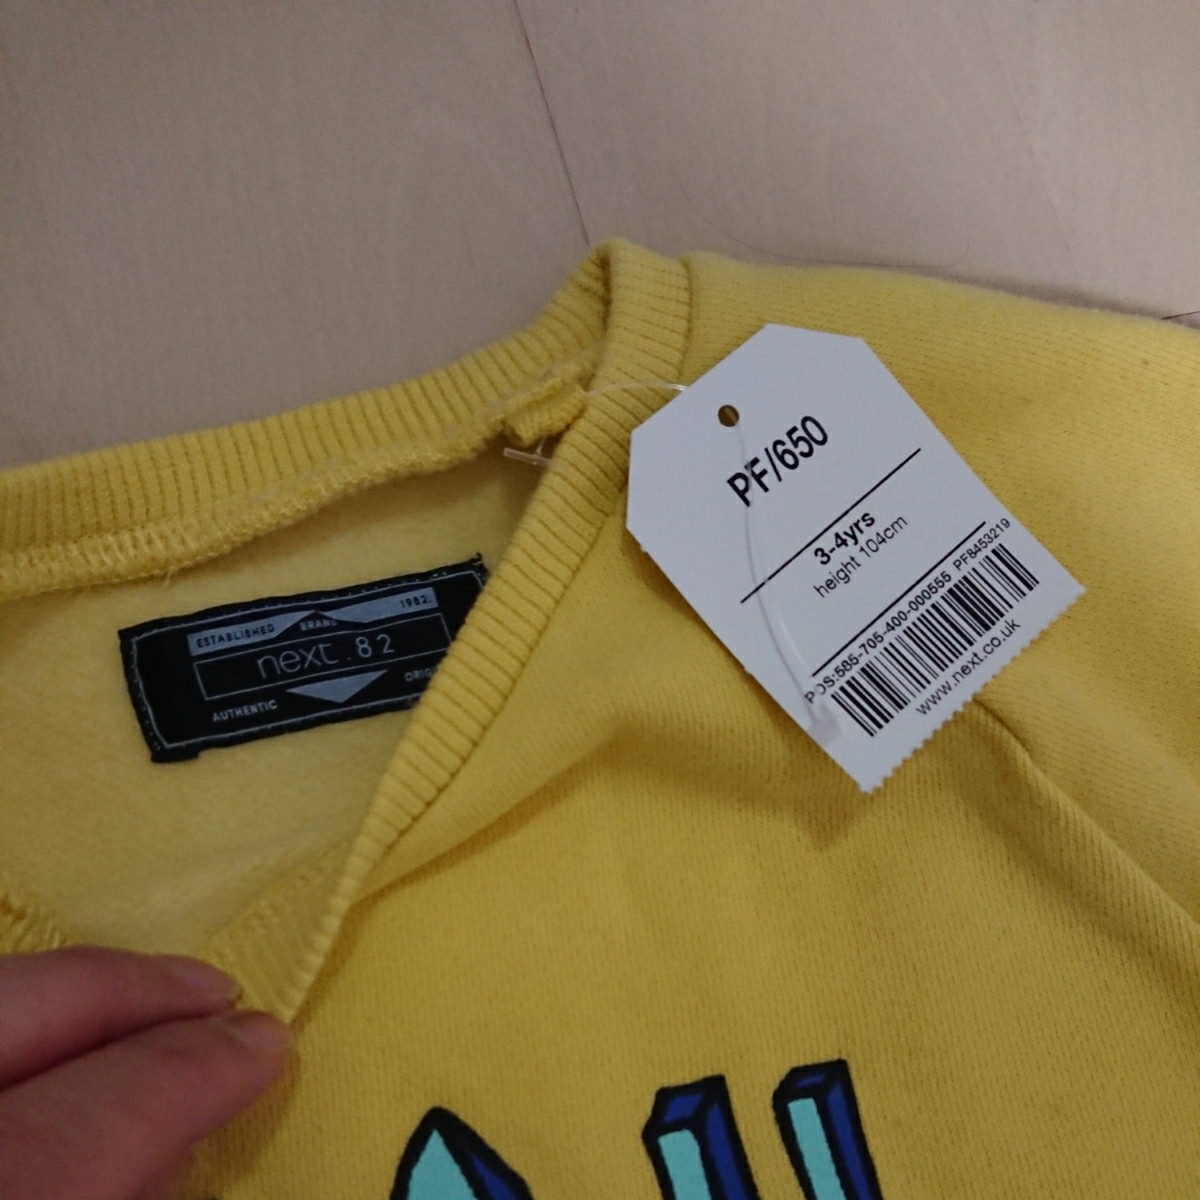 PF/650
3-4yrs
height 104cm
POS:585-705-400-000555 PF8453219
www.next.co.uk
ESTABLISHED BRAND 1982.
next.82
AUTHENTIC